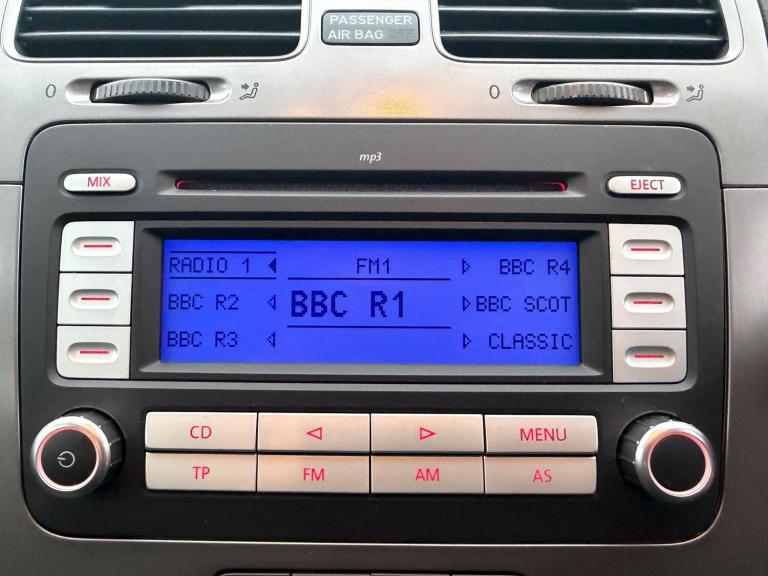 PASSENGER
AIR BAG OFF
0
0
mp3
MIX
EJECT
RADIO 1 FM1 BBC R4
BBC R2 BBC R1 BBC SCOT
BBC R3 CLASSIC
CD MENU
TP FM AM AS